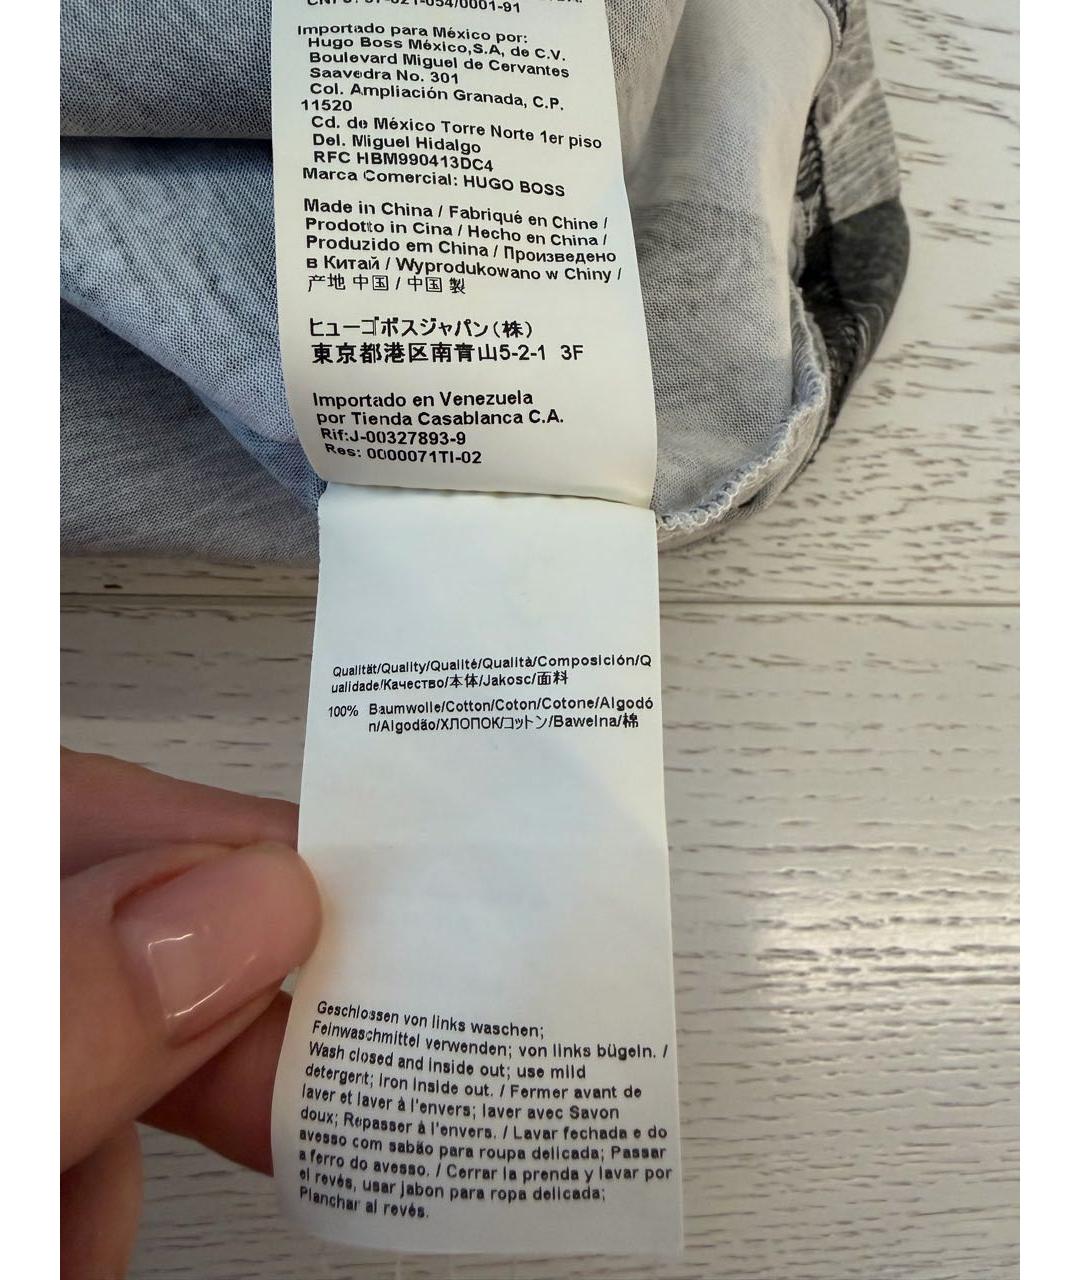 Importado para México por:
Hugo Boss México,S.A, de C.V.
Boulevard Miguel de Cervantes
Saavedra No. 301
Col. Ampliación Granada, C.P.
11520
Cd. de México Torre Norte 1er piso
Del. Miguel Hidalgo
RFC HBM990413DC4
Marca Comercial: HUGO BOSS
Made in China / Fabriqué en Chine /
Prodotto in Cina / Hecho en China /
Produzido em China / Произведено
в Китай / Wyprodukowano w Chiny /
产地 中国 / 中国 製
ヒューゴボスジャパン(株)
東京都港区南青山5-2-1 3F
Importado en Venezuela
por Tienda Casablanca C.A.
Rif:J-00327893-9
Res: 0000071TI-02
Qualität/Quality/Qualité/Qualità/Composición/Q
ualidade/Качество/本体/Jakosc/面料
100% Baumwolle/Cotton/Coton/Cotone/Algodó
n/Algodão/ХЛОПОК/コットン/Bawelna/棉
Geschlossen von links waschen;
Feinwaschmittel verwenden; von links bügeln. /
Wash closed and inside out; use mild
detergent; Iron inside out. / Fermer avant de
laver et laver à l'envers; laver avec Savon
doux; Repasser à l'envers. / Lavar fechada e do
avesso com sabão para roupa delicada; Passar
a ferro do avesso. / Cerrar la prenda y lavar por
el revés, usar jabon para ropa delicada;
Planchar al revés.